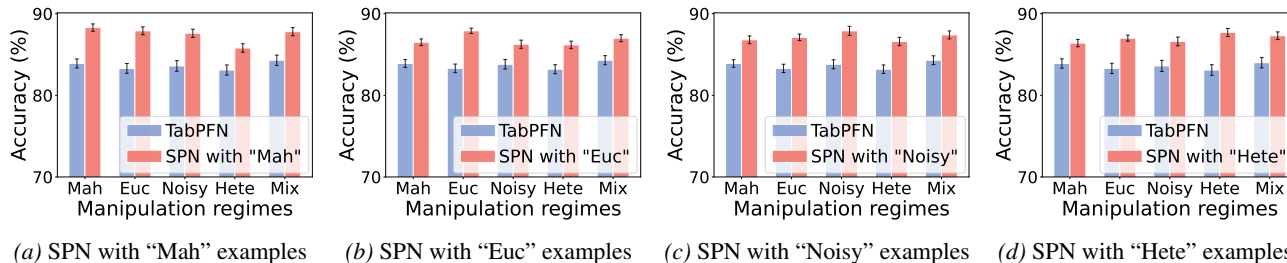 90
80
70
Accuracy (%)
TabPFN
SPN with "Mah"
Mah Euc Noisy Hete Mix
Manipulation regimes
(a) SPN with “Mah” examples
90
80
70
Accuracy (%)
TabPFN
SPN with "Euc"
Mah Euc Noisy Hete Mix
Manipulation regimes
(b) SPN with “Euc” examples
90
80
70
Accuracy (%)
TabPFN
SPN with "Noisy"
Mah Euc Noisy Hete Mix
Manipulation regimes
(c) SPN with “Noisy” examples
90
80
70
Accuracy (%)
TabPFN
SPN with "Hete"
Mah Euc Noisy Hete Mix
Manipulation regimes
(d) SPN with “Hete” examples